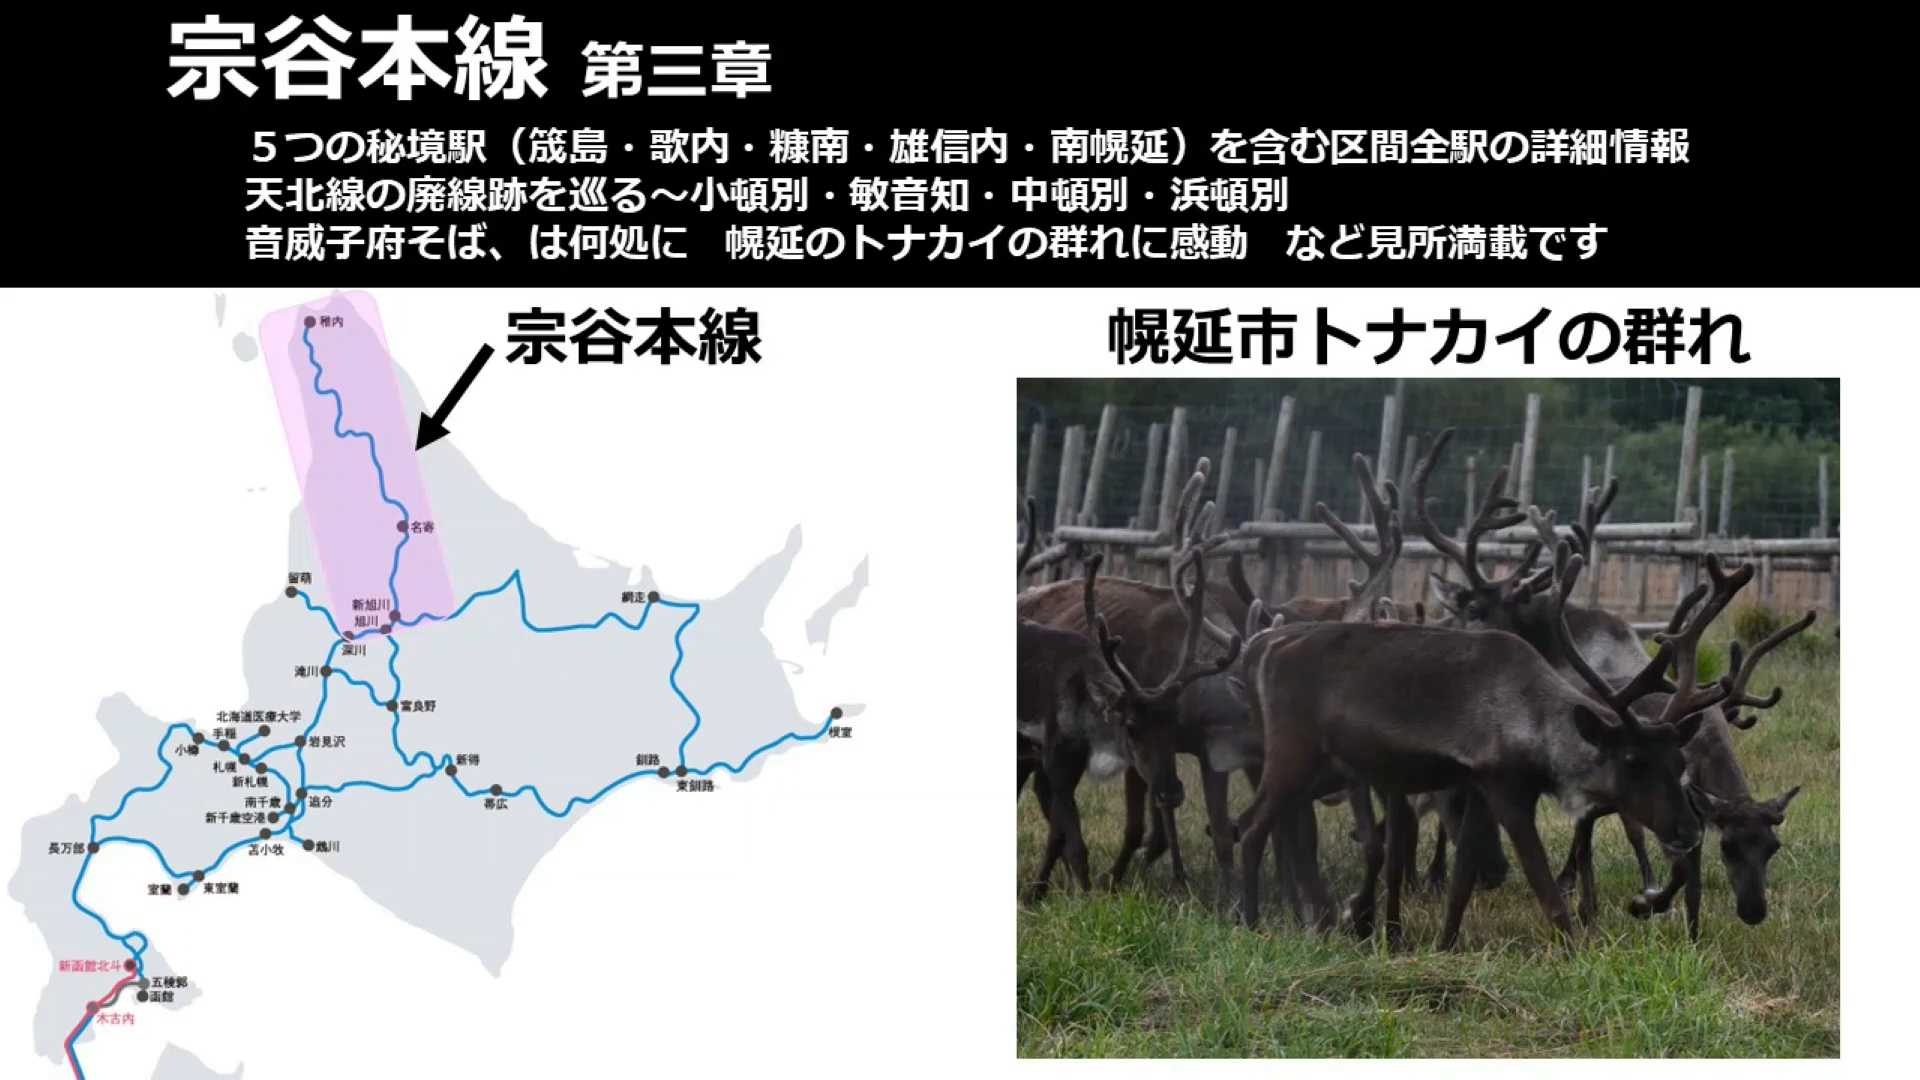 宗谷本線 第三章
５つの秘境駅（筬島・歌内・糠南・雄信内・南幌延）を含む区間全駅の詳細情報
天北線の廃線跡を巡る～小頓別・敏音知・中頓別・浜頓別
音威子府そば、は何処に　幌延のトナカイの群れに感動　など見所満載です
宗谷本線
幌延市トナカイの群れ
稚内
名寄
留萌
新旭川
旭川
深川
網走
滝川
富良野
北海道医療大学
手稲
小樽
岩見沢
札幌
新札幌
新得
釧路
東釧路
根室
南千歳
追分
帯広
新千歳空港
長万部
苫小牧
鵡川
室蘭
東室蘭
新函館北斗
五稜郭
函館
木古内